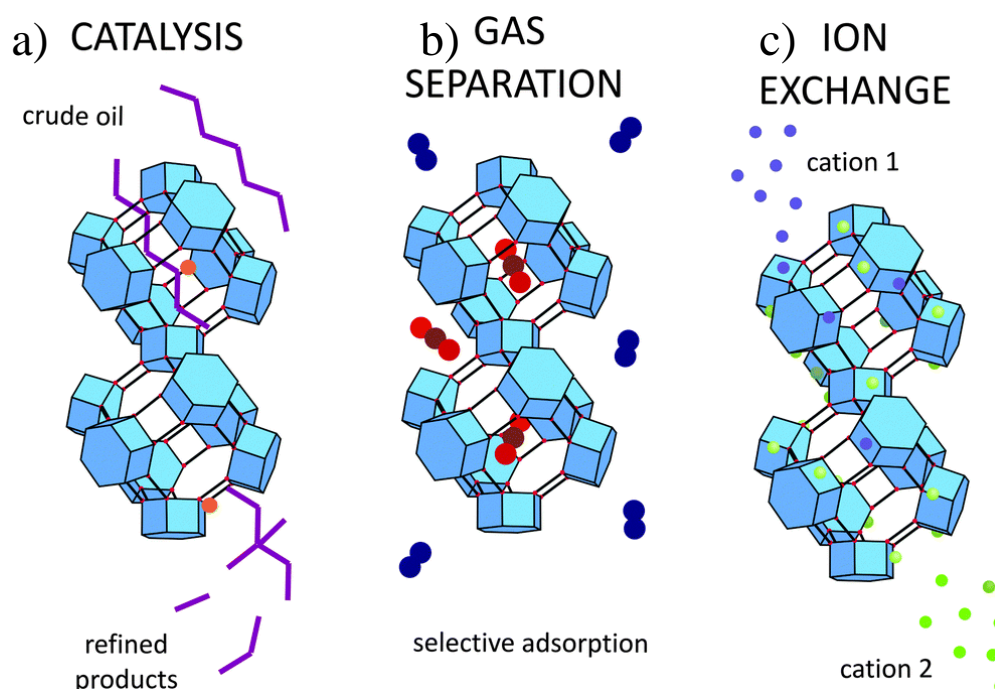 a) CATALYSIS
crude oil
refined
products
b) GAS
SEPARATION
selective adsorption
c) ION
EXCHANGE
cation 1
cation 2